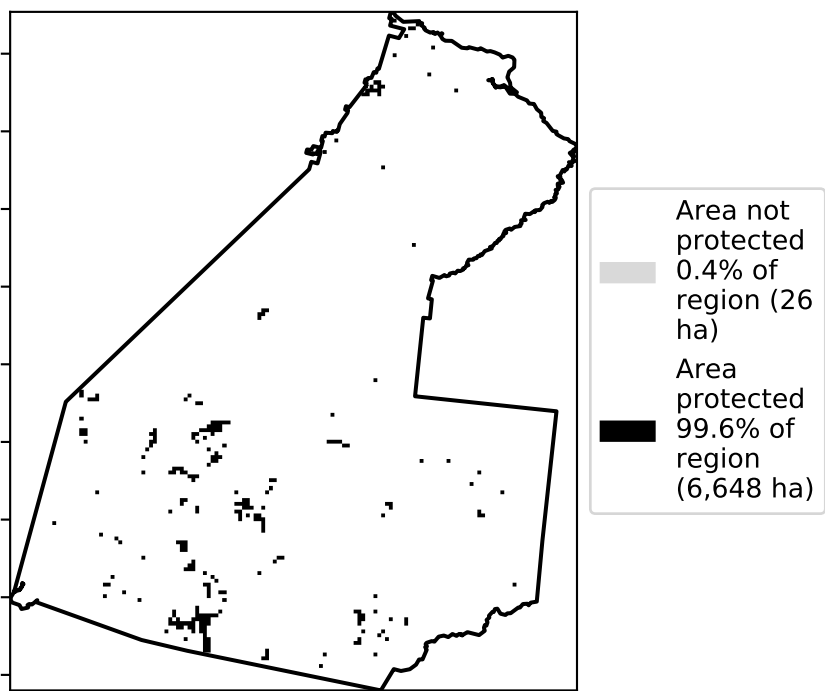 Area not
protected
0.4% of
region (26
ha)
Area
protected
99.6% of
region
(6,648 ha)